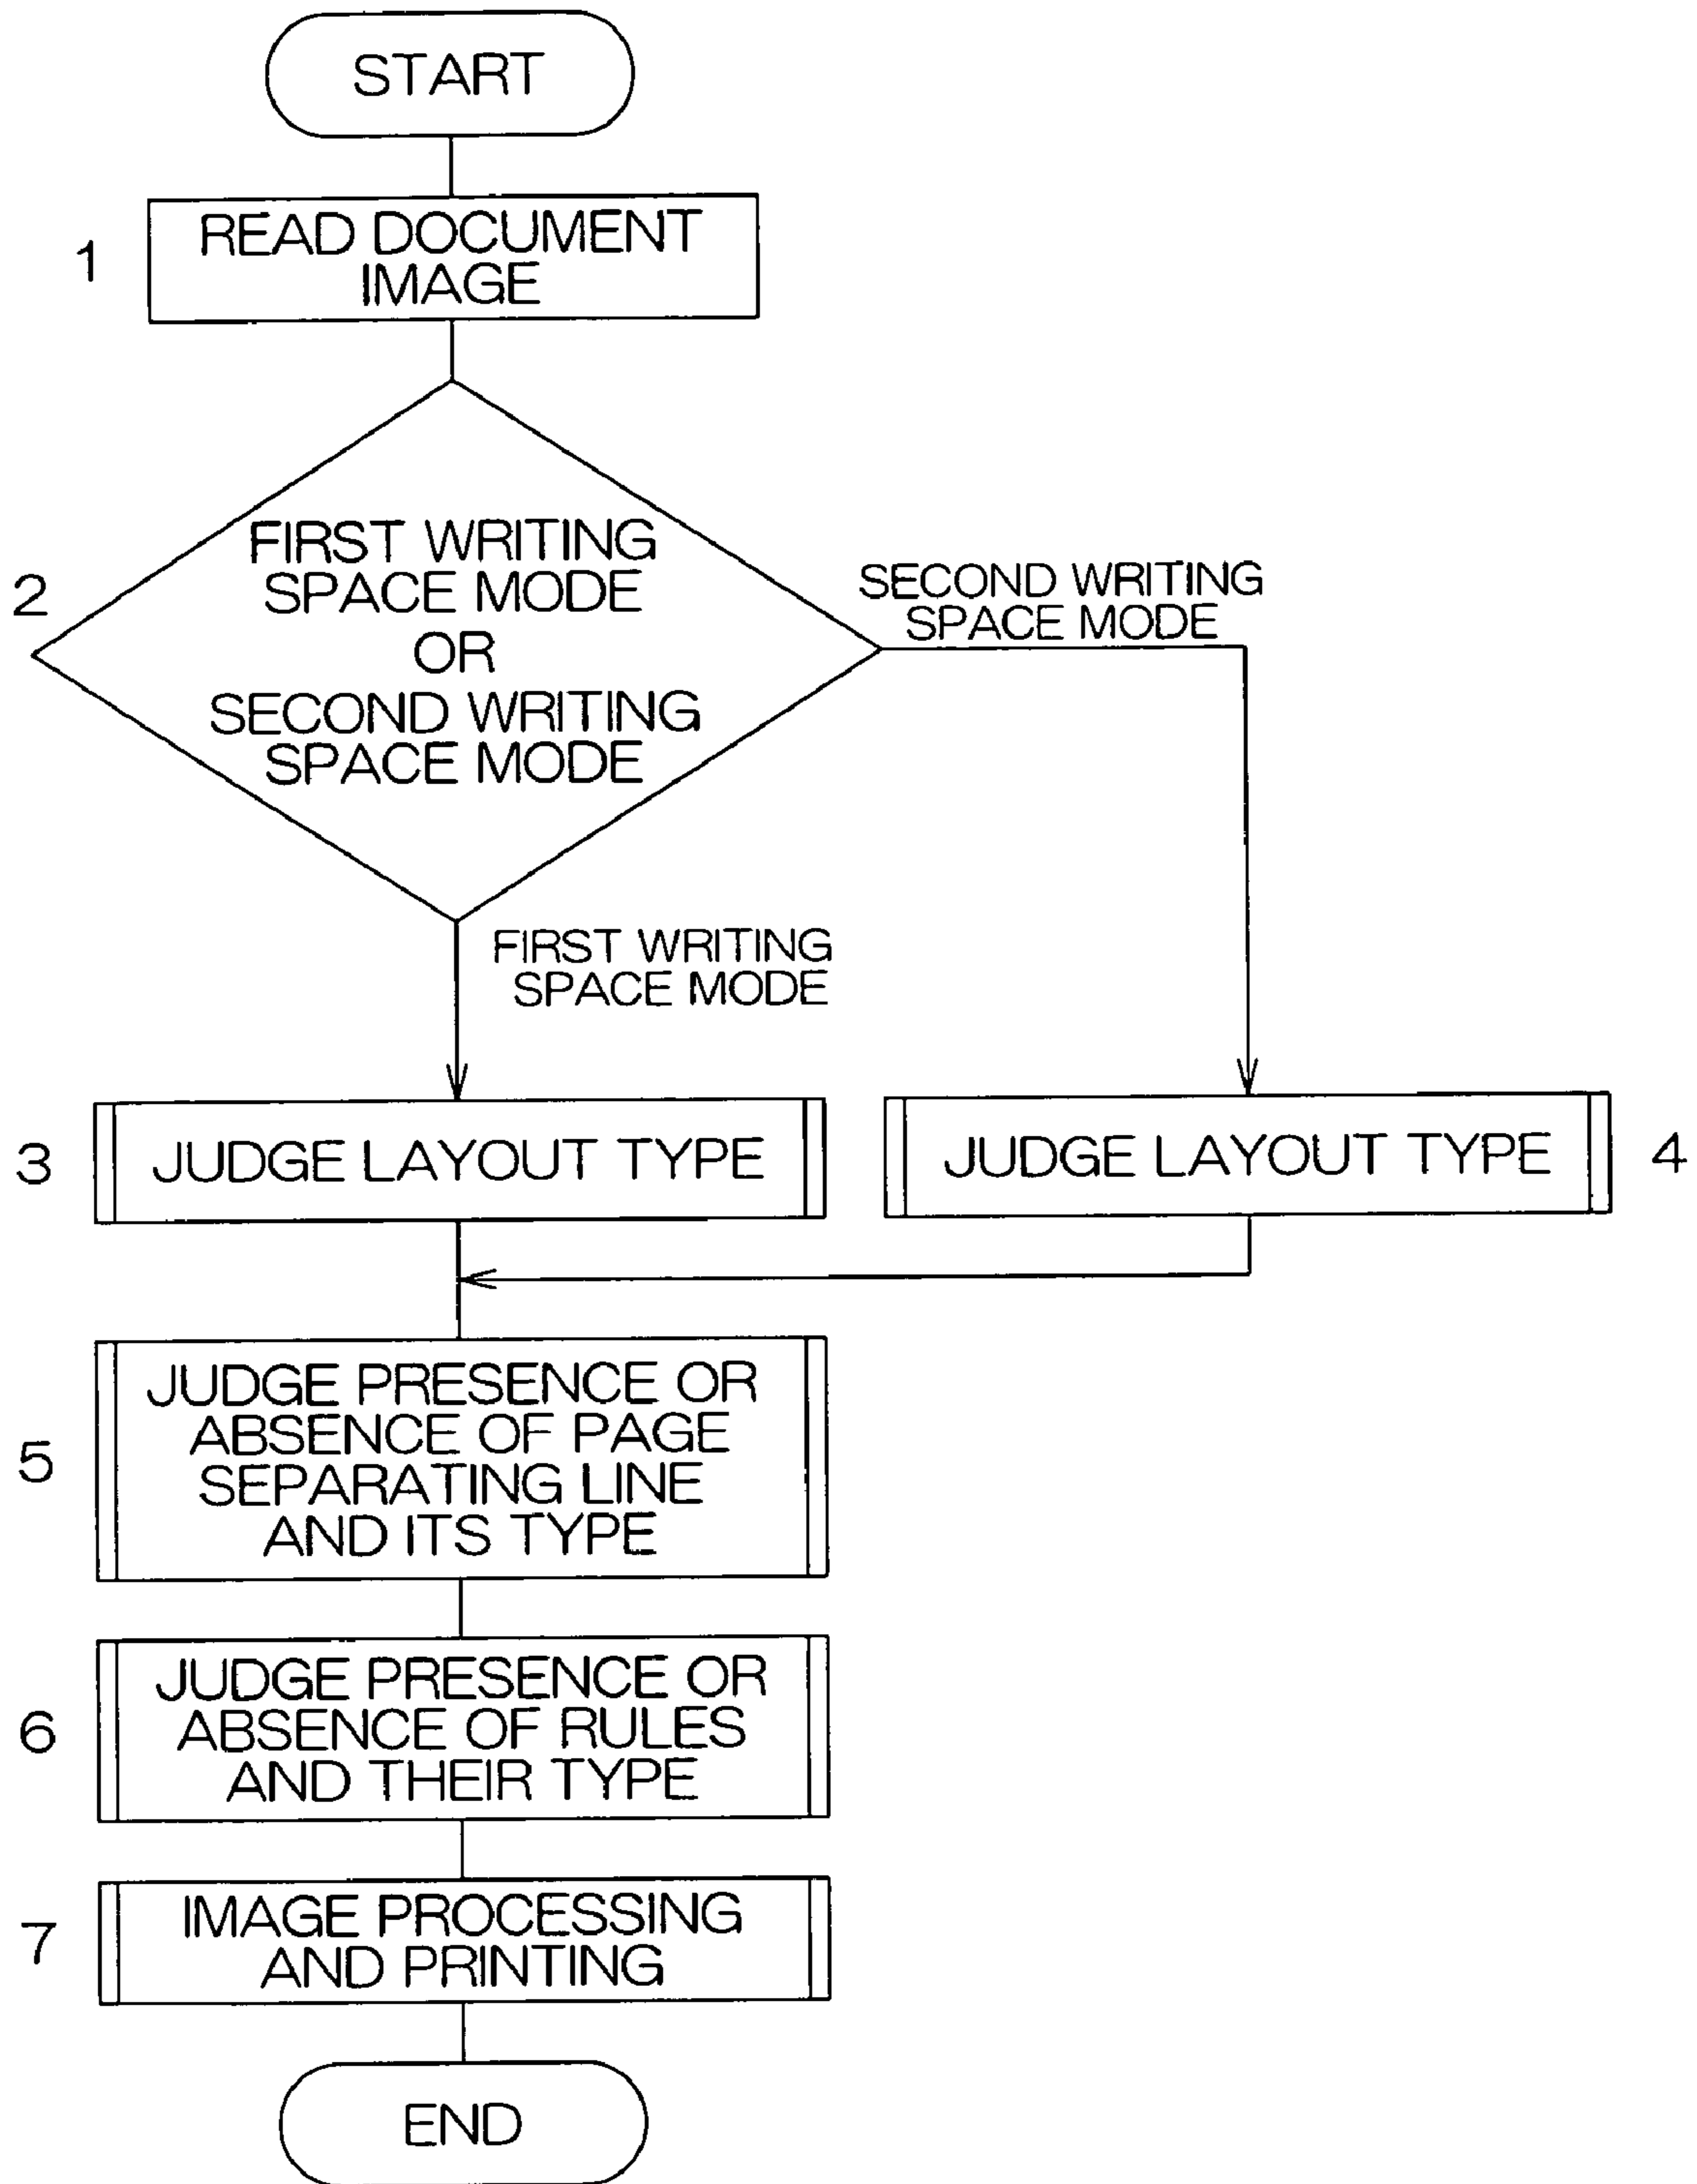 START
1
READ DOCUMENT
IMAGE
2
FIRST WRITING
SPACE MODE
OR
SECOND WRITING
SPACE MODE
SECOND WRITING
SPACE MODE
FIRST WRITING
SPACE MODE
3
JUDGE LAYOUT TYPE
JUDGE LAYOUT TYPE
4
5
JUDGE PRESENCE OR
ABSENCE OF PAGE
SEPARATING LINE
AND ITS TYPE
6
JUDGE PRESENCE OR
ABSENCE OF RULES
AND THEIR TYPE
7
IMAGE PROCESSING
AND PRINTING
END